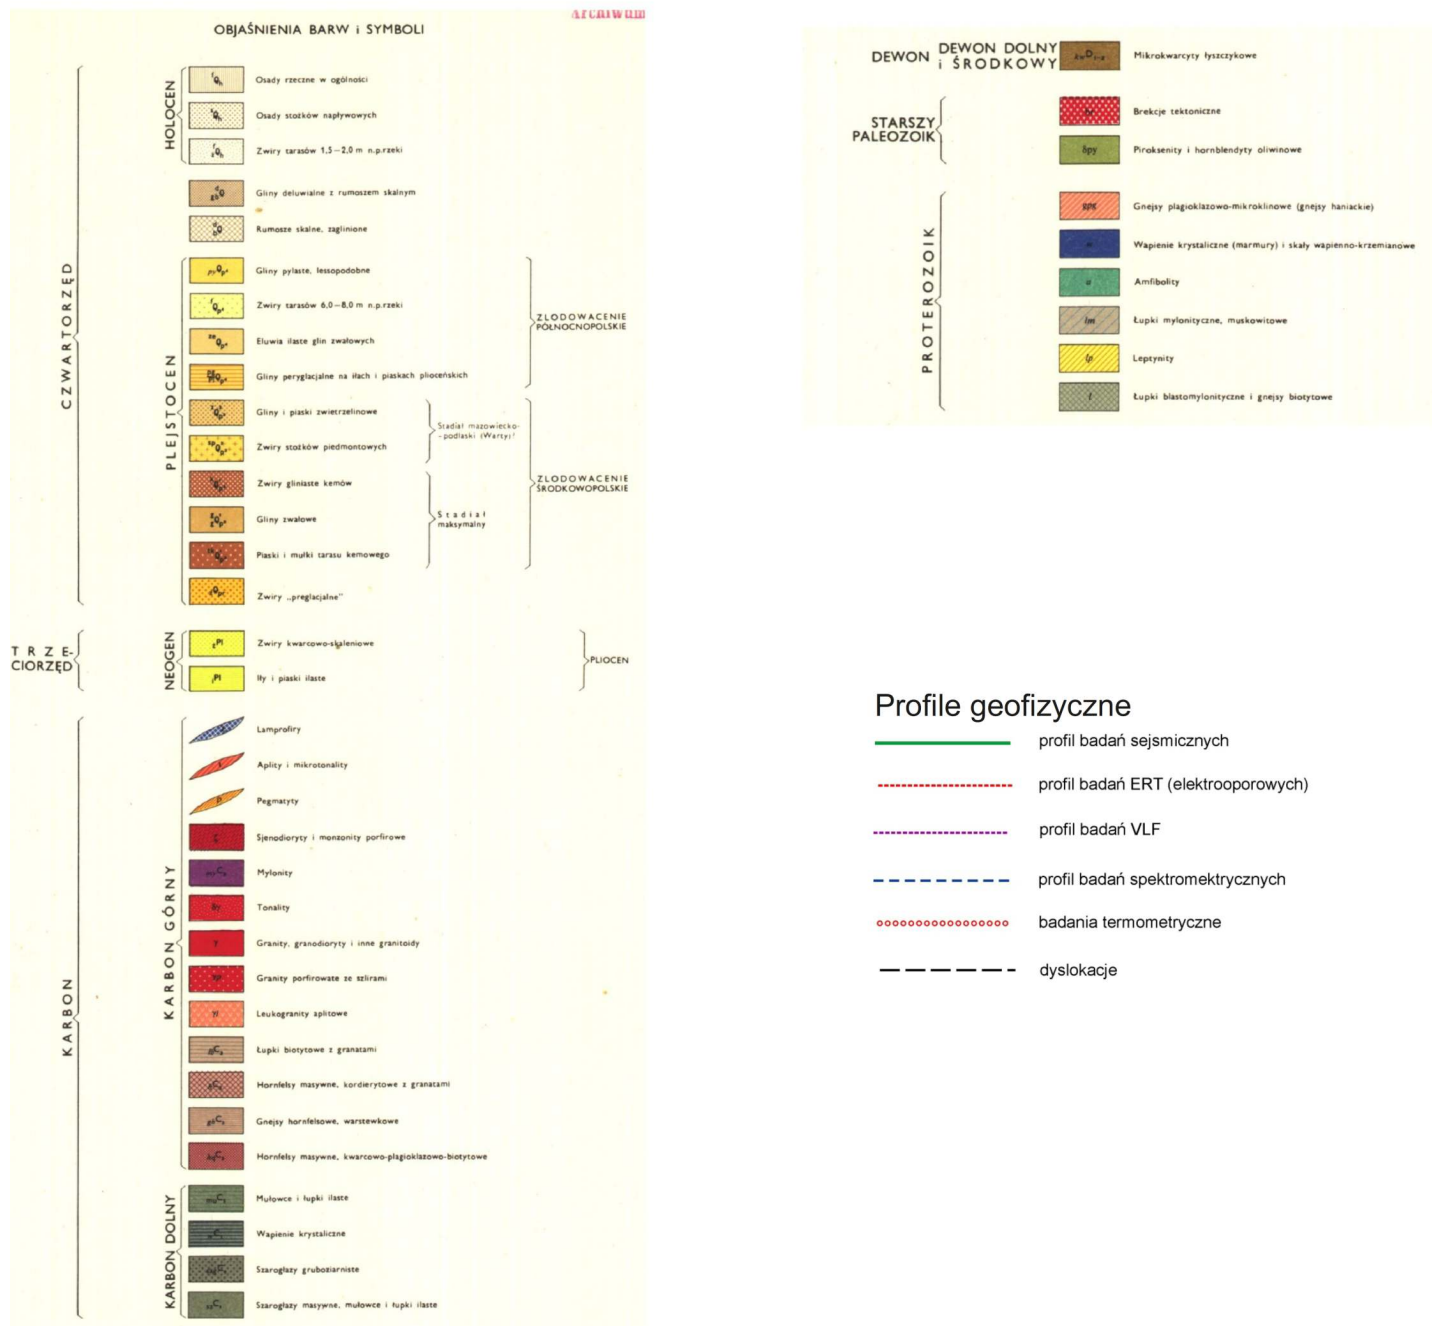 Archiwum
OBJAŚNIENIA BARW i SYMBOLI
CZWARTORZĘD
HOLOCEN
Osady rzeczne w ogólności
Osady stożków napływowych
Żwiry tarasów 1,5–2,0 m n.p.rzeki
Gliny deluwialne z rumoszem skalnym
Rumosze skalne, zaglinione
PLEJSTOCEN
Gliny pylaste, lessopodobne
Żwiry tarasów 6,0–8,0 m n.p.rzeki
Eluwia ilaste glin zwałowych
Gliny peryglacjalne na iłach i piaskach plioceńskich
ZLODOWACENIE
PÓŁNOCNOPOLSKIE
Gliny i piaski zwietrzelinowe
Żwiry stożków piedmontowych
Stadiał mazowiecko-
-podlaski (Warty)
Żwiry gliniaste kemów
Gliny zwałowe
Piaski i mułki tarasu kemowego
Stadiał
maksymalny
ZLODOWACENIE
ŚRODKOWOPOLSKIE
Żwiry „preglacjalne"
TRZE-
CIORZĘD
NEOGEN
Żwiry kwarcowo-skaleniowe
Iły i piaski ilaste
PLIOCEN
KARBON
KARBON GÓRNY
Lamprofiry
Aplity i mikrotonality
Pegmatyty
Sjenodioryty i monzonity porfirowe
Mylonity
Tonality
Granity, granodioryty i inne granitoidy
Granity porfirowate ze szlirami
Leukogranity aplitowe
Łupki biotytowe z granatami
Hornfelsy masywne, kordierytowe z granatami
Gnejsy hornfelsowe, warstewkowe
Hornfelsy masywne, kwarcowo-plagioklazowo-biotytowe
KARBON DOLNY
Mułowce i łupki ilaste
Wapienie krystaliczne
Szarogłazy gruboziarniste
Szarogłazy masywne, mułowce i łupki ilaste
DEWON
DEWON DOLNY
i ŚRODKOWY
Mikrokwarcyty łyszczykowe
STARSZY
PALEOZOIK
Brekcje tektoniczne
δpy Piroksenity i hornblendyty oliwinowe
PROTEROZOIK
Gnejsy plagioklazowo-mikroklinowe (gnejsy haniackie)
Wapienie krystaliczne (marmury) i skały wapienno-krzemianowe
Amfibolity
lm Łupki mylonityczne, muskowitowe
lp Leptynity
Łupki blastomylonityczne i gnejsy biotytowe
Profile geofizyczne
profil badań sejsmicznych
profil badań ERT (elektrooporowych)
profil badań VLF
profil badań spektromektrycznych
badania termometryczne
dyslokacje